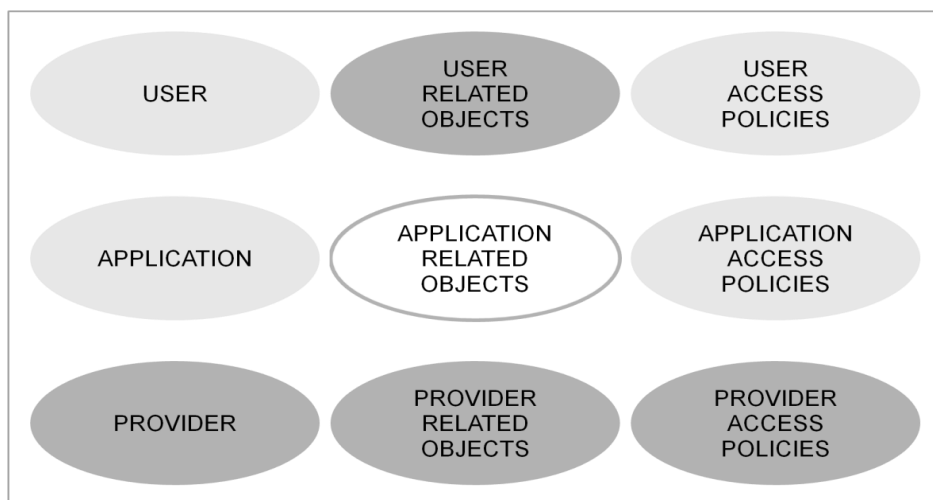 USER
USER
RELATED
OBJECTS
USER
ACCESS
POLICIES
APPLICATION
APPLICATION
RELATED
OBJECTS
APPLICATION
ACCESS
POLICIES
PROVIDER
PROVIDER
RELATED
OBJECTS
PROVIDER
ACCESS
POLICIES